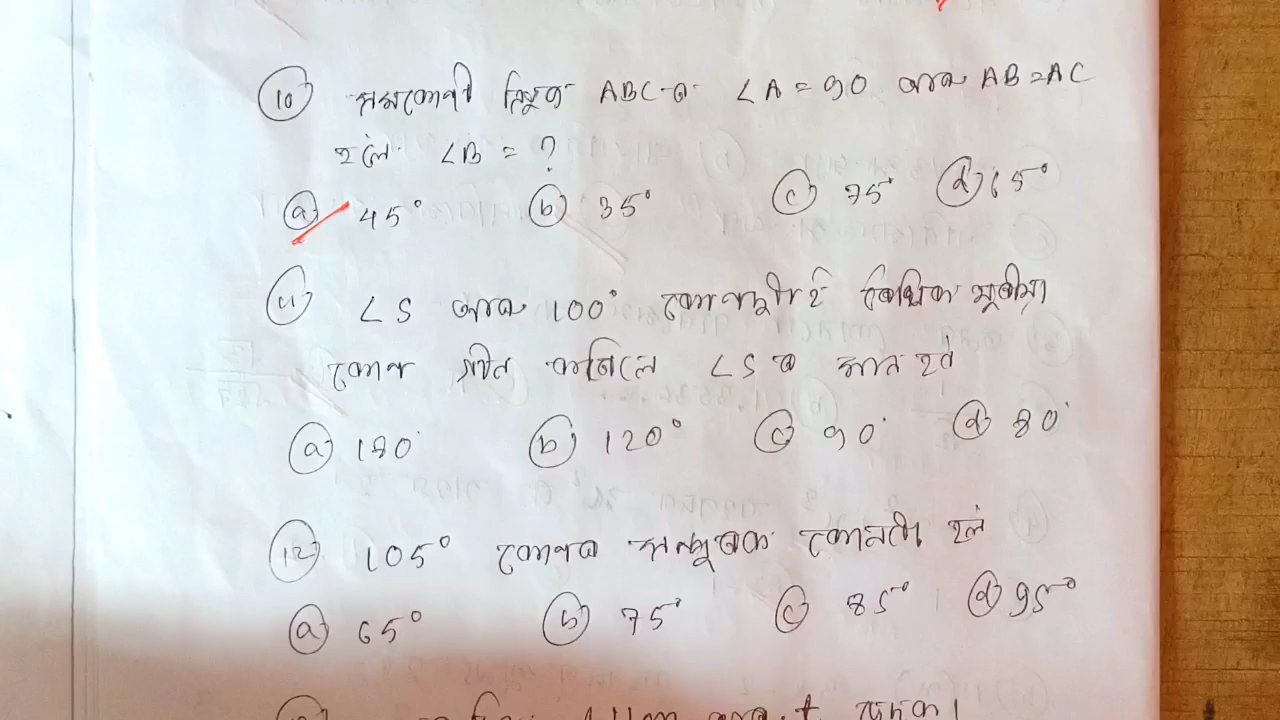 10 সমকোণী ত্ৰিভুজ ABC ৰ ∠A = 90 আৰু AB = AC
হ'লে ∠B = ?
a 45° b 35° c 75° d 65°
11 ∠S আৰু 100° কোণদুটাই ৰৈখিক যুৰীয়া
কোণ গঠন কৰিলে ∠S ৰ মান হ'ব
a 180° b 120° c 90° d 80°
12 105° কোণৰ সম্পূৰক কোণটো হ'ল
a 65° b 75° c 85° d 95°